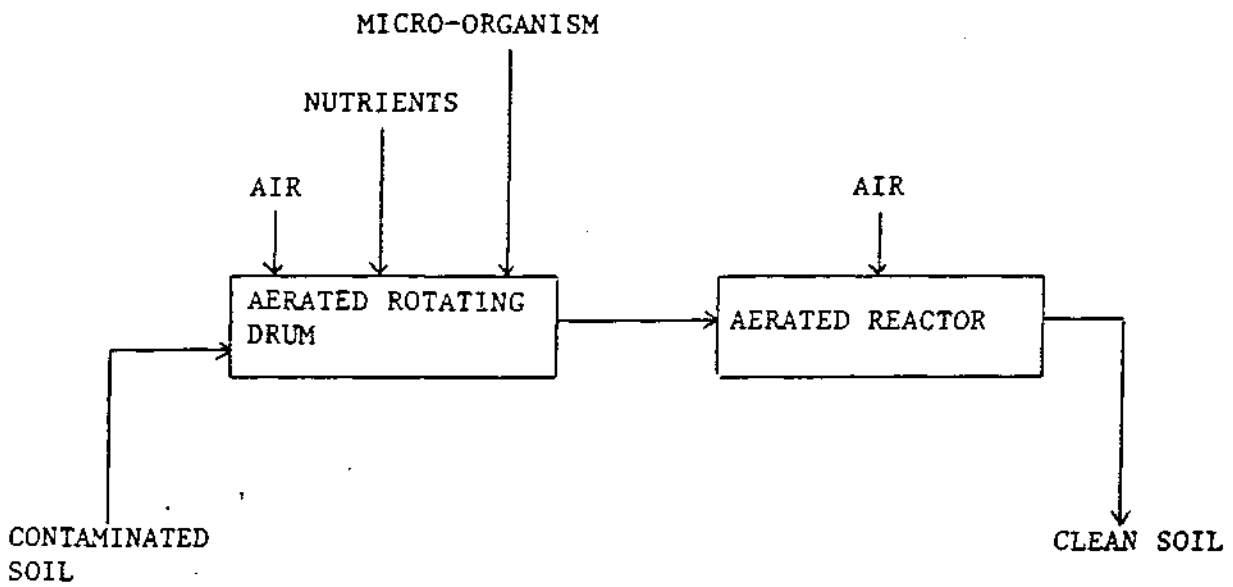 MICRO-ORGANISM
NUTRIENTS
AIR
AIR
AERATED ROTATING
DRUM
AERATED REACTOR
CONTAMINATED
SOIL
CLEAN SOIL